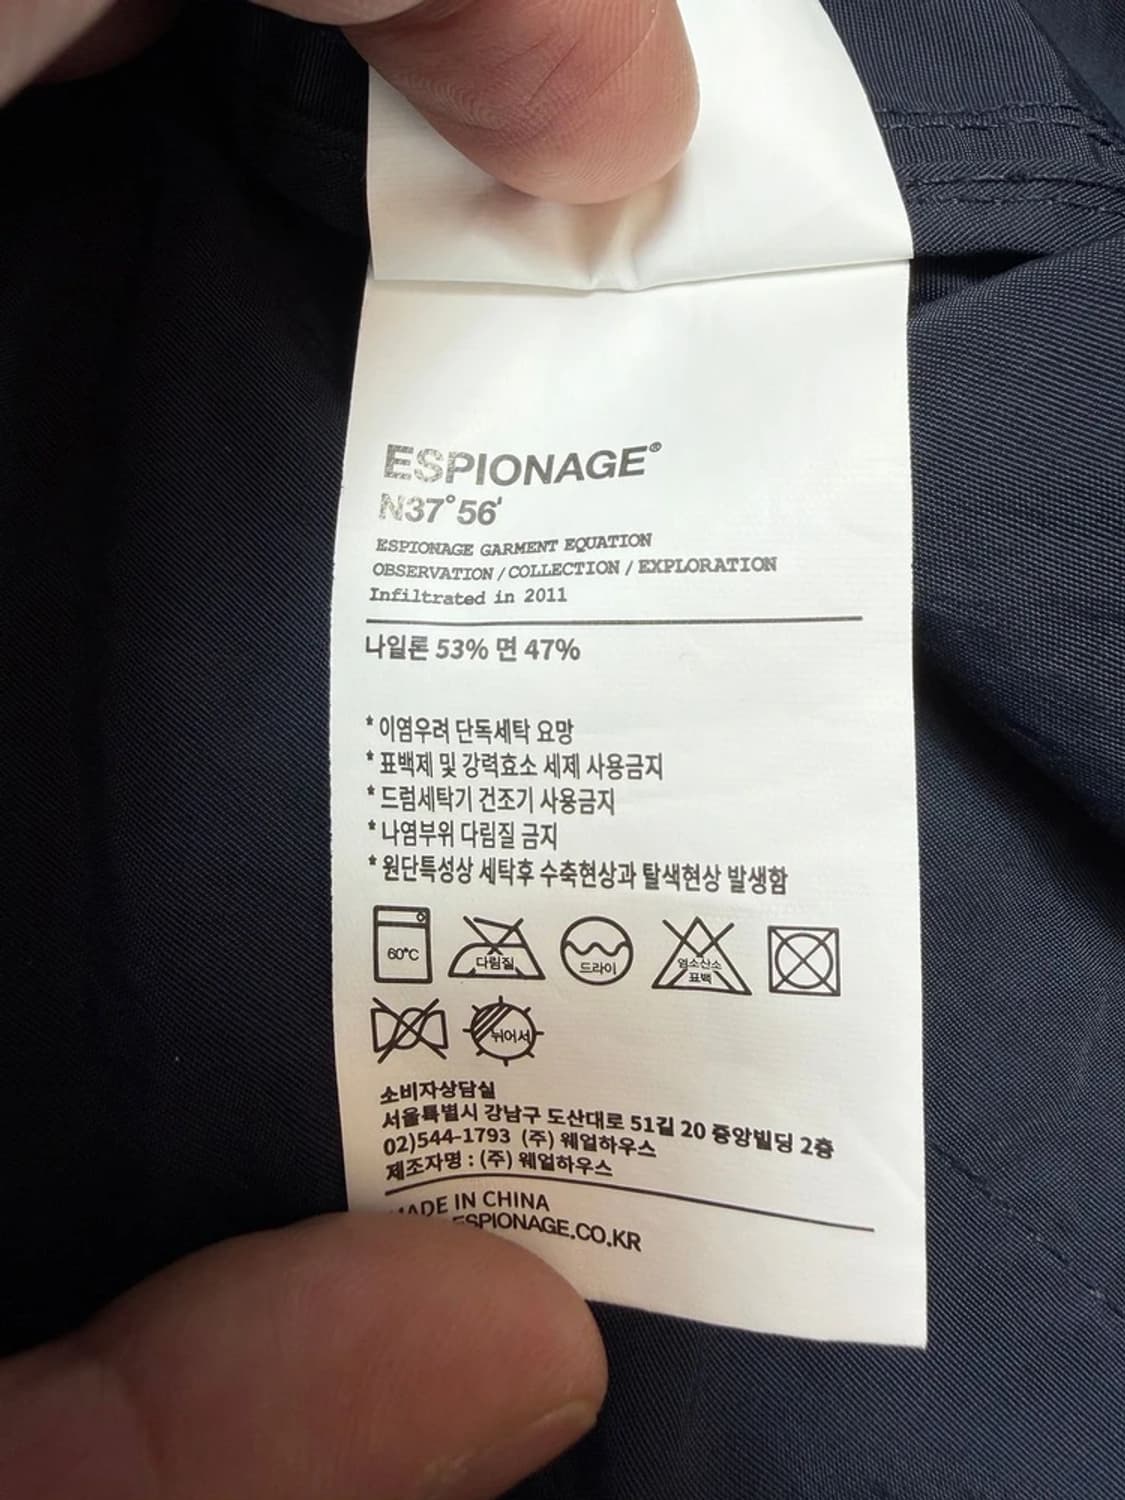 ESPIONAGE®
N37°56'
ESPIONAGE GARMENT EQUATION
OBSERVATION / COLLECTION / EXPLORATION
Infiltrated in 2011
나일론 53% 면 47%
* 이염우려 단독세탁 요망
* 표백제 및 강력효소 세제 사용금지
* 드럼세탁기 건조기 사용금지
* 나염부위 다림질 금지
* 원단특성상 세탁후 수축현상과 탈색현상 발생함
60°C 다림질 드라이 염소산소 표백
뉘어서
소비자상담실
서울특별시 강남구 도산대로 51길 20 중앙빌딩 2층
02)544-1793 (주) 웨얼하우스
제조자명 : (주) 웨얼하우스
MADE IN CHINA
ESPIONAGE.CO.KR